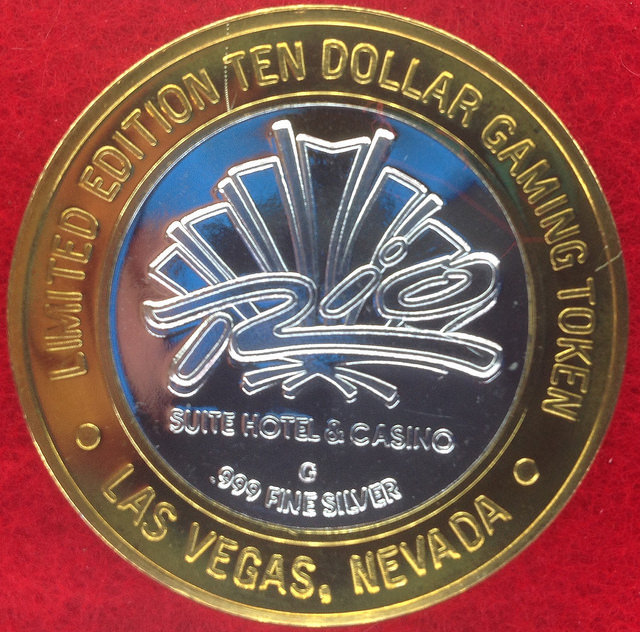 LIMITED EDITION TEN DOLLAR GAMING TOKEN
Rio
SUITE HOTEL & CASINO
G
.999 FINE SILVER
LAS VEGAS, NEVADA